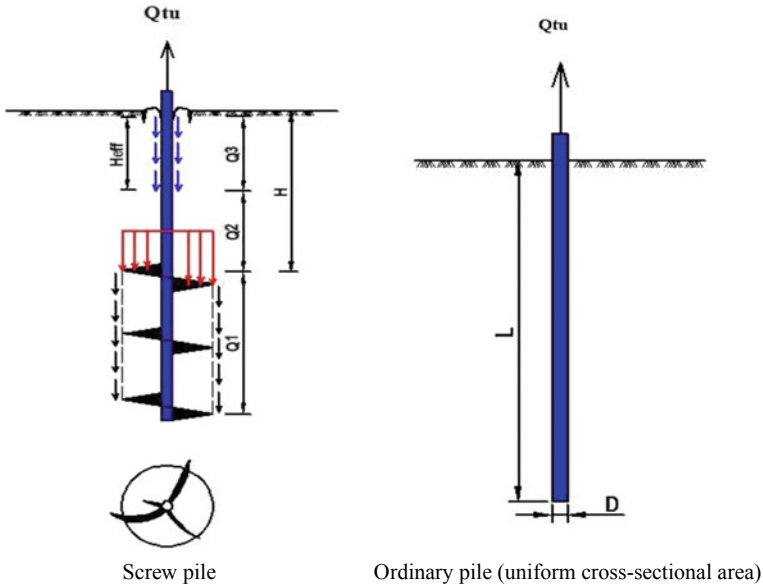 Qtu
Heff
Q3
H
Q2
Q1
Screw pile
Qtu
L
D
Ordinary pile (uniform cross-sectional area)